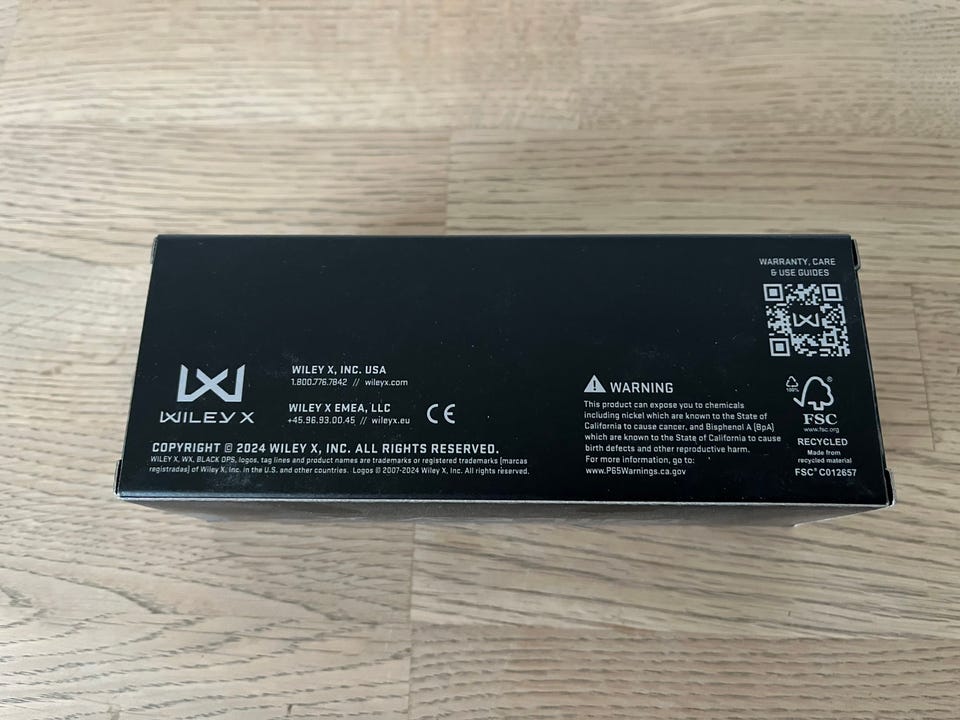 WARRANTY, CARE
& USE GUIDES
WX
WILEY X
WILEY X, INC. USA
1.800.776.7842 // wileyx.com
WILEY X EMEA, LLC
+45.96.93.00.45 // wileyx.eu
CE
COPYRIGHT © 2024 WILEY X, INC. ALL RIGHTS RESERVED.
WILEY X, WX, BLACK OPS, logos, tag lines and product names are trademarks or registered trademarks [marcas
registradas] of Wiley X, Inc. in the U.S. and other countries. Logos © 2007-2024 Wiley X, Inc. All rights reserved.
WARNING
This product can expose you to chemicals
including nickel which are known to the State of
California to cause cancer, and Bisphenol A [BpA]
which are known to the State of California to cause
birth defects and other reproductive harm.
For more information, go to:
www.P65Warnings.ca.gov
100%
®
FSC
www.fsc.org
RECYCLED
Made from
recycled material
FSC® C012657